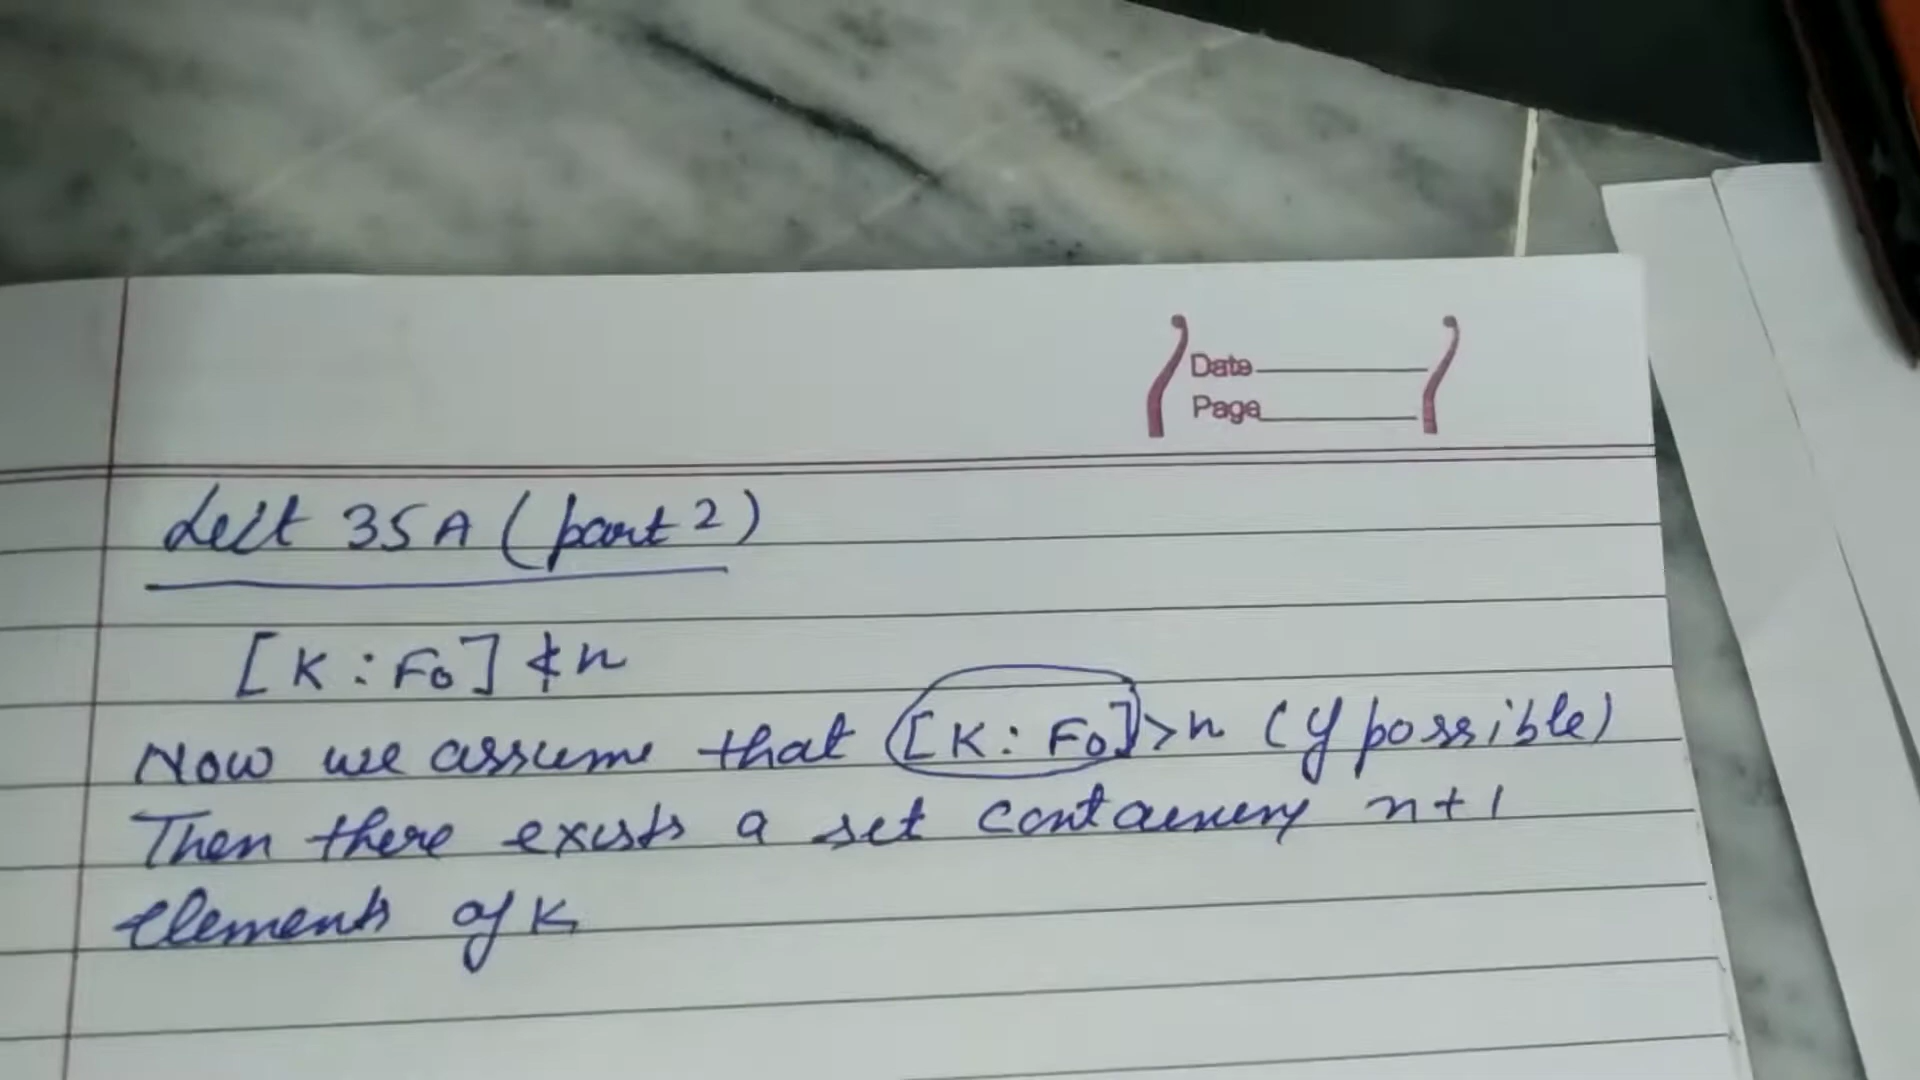 Date
Page
Lect 35A (part 2)
[K : F₀] ≮ n
Now we assume that [K : F₀] > n (if possible)
Then there exists a set containing n+1
elements of K